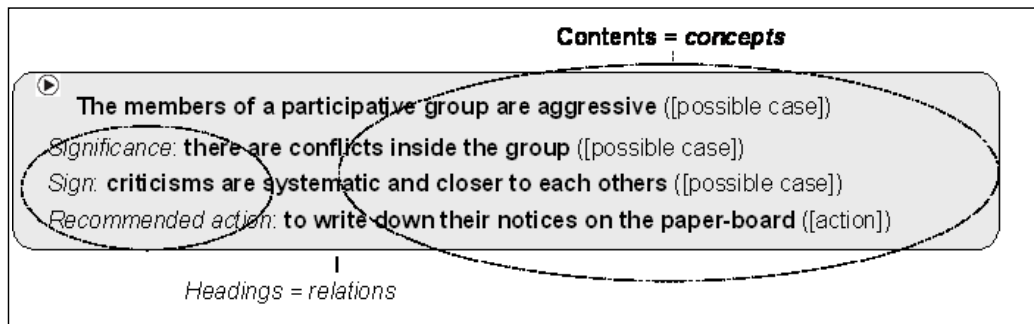 Contents = concepts
The members of a participative group are aggressive ([possible case])
Significance: there are conflicts inside the group ([possible case])
Sign: criticisms are systematic and closer to each others ([possible case])
Recommended action: to write down their notices on the paper-board ([action])
Headings = relations